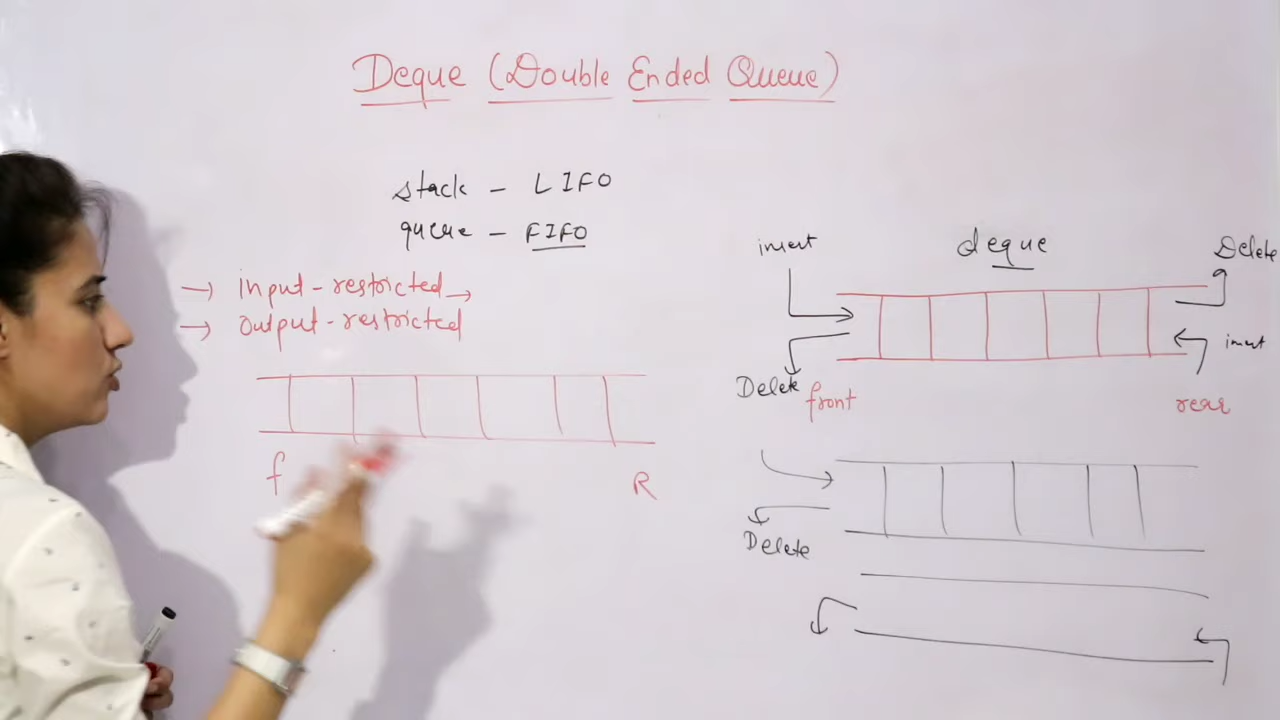 Deque (Double Ended Queue)
stack - LIFO
queue - FIFO
→ Input-restricted →
→ Output-restricted
f
R
insert
deque
Delete
insert
Delete
front
rear
Delete